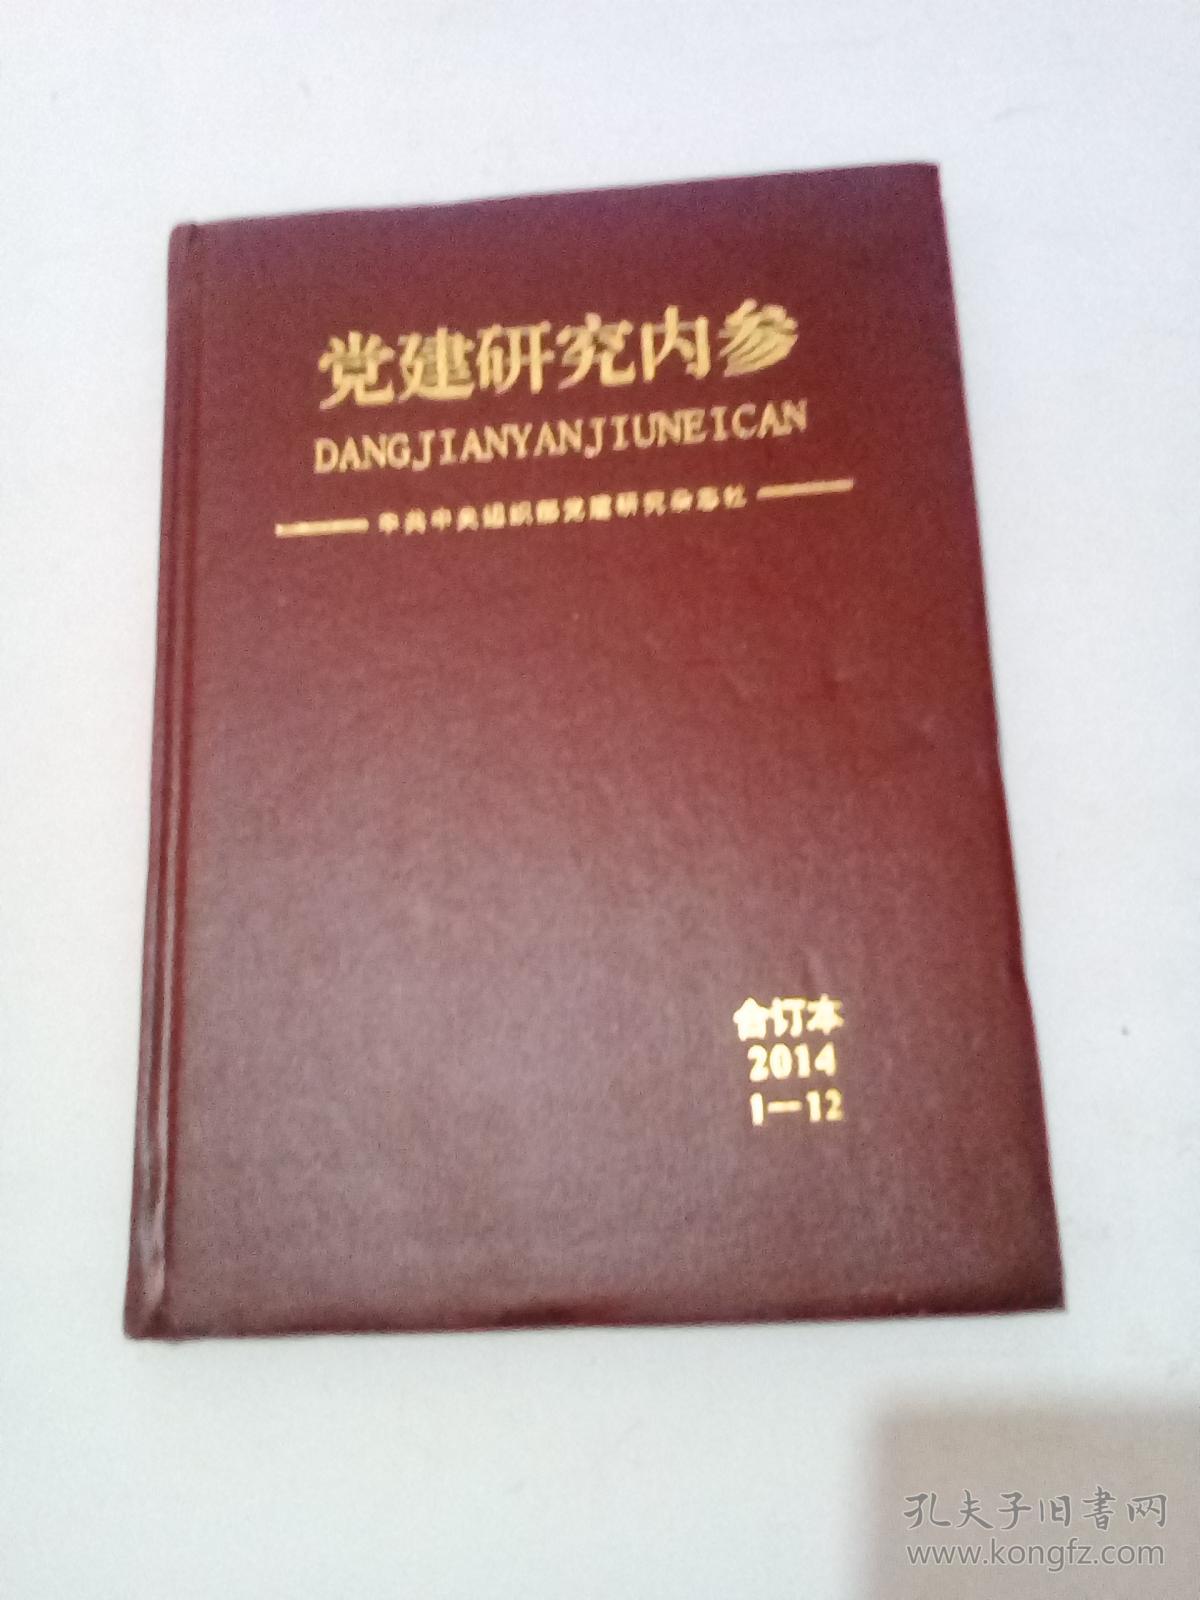 党建研究内参
DANGJIANYANJIUNEICAN
中共中央组织部党建研究杂志社
合订本
2014
1—12
孔夫子旧书网
www.kongfz.com